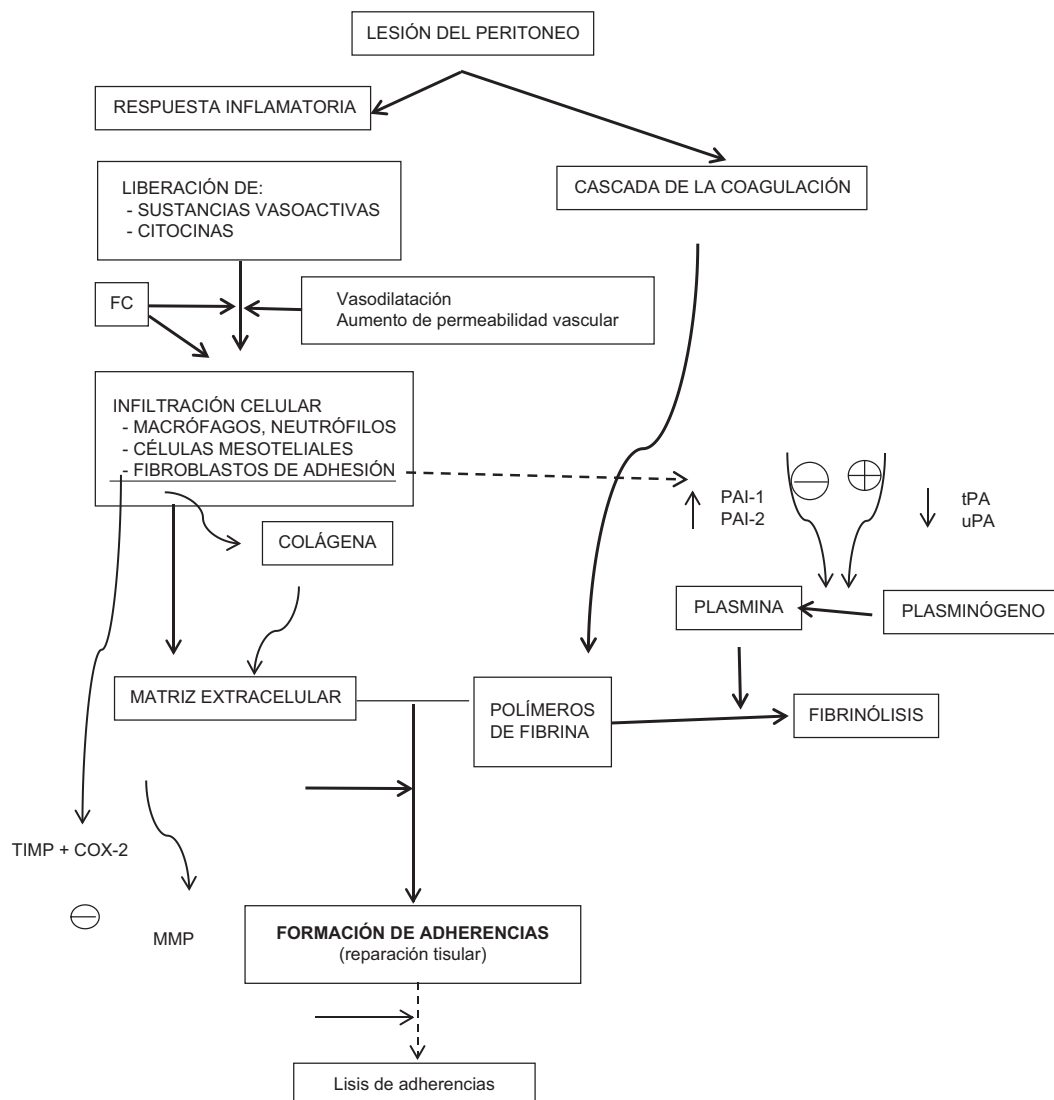 LESIÓN DEL PERITONEO
RESPUESTA INFLAMATORIA
LIBERACIÓN DE:
- SUSTANCIAS VASOACTIVAS
- CITOCINAS
CASCADA DE LA COAGULACIÓN
FC
Vasodilatación
Aumento de permeabilidad vascular
INFILTRACIÓN CELULAR
- MACRÓFAGOS, NEUTRÓFILOS
- CÉLULAS MESOTELIALES
- FIBROBLASTOS DE ADHESIÓN
PAI-1
PAI-2
tPA
uPA
COLÁGENA
PLASMINA
PLASMINÓGENO
MATRIZ EXTRACELULAR
POLÍMEROS
DE FIBRINA
FIBRINÓLISIS
TIMP + COX-2
MMP
FORMACIÓN DE ADHERENCIAS
(reparación tisular)
Lisis de adherencias